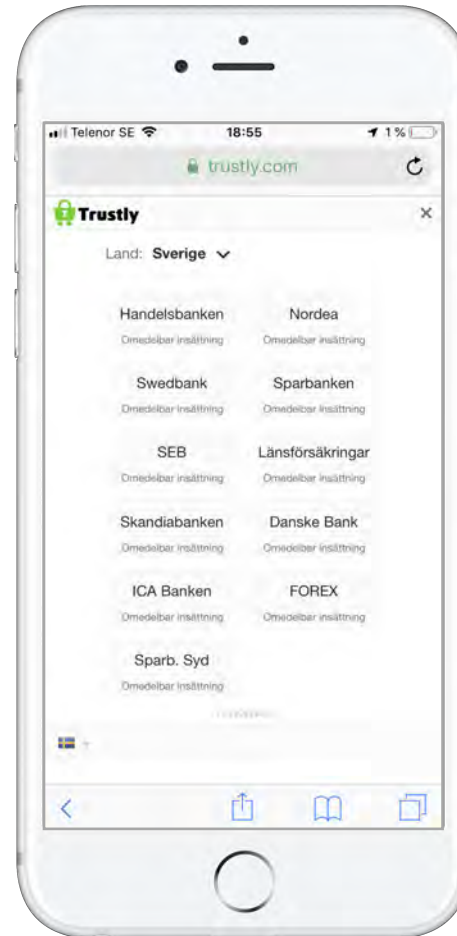 Telenor SE 18:55 1 %
trustly.com
Trustly
Land: Sverige
Handelsbanken Nordea
Omedelbar insättning Omedelbar insättning
Swedbank Sparbanken
Omedelbar insättning Omedelbar insättning
SEB Länsförsäkringar
Omedelbar insättning Omedelbar insättning
Skandiabanken Danske Bank
Omedelbar insättning Omedelbar insättning
ICA Banken FOREX
Omedelbar insättning Omedelbar insättning
Sparb. Syd
Omedelbar insättning